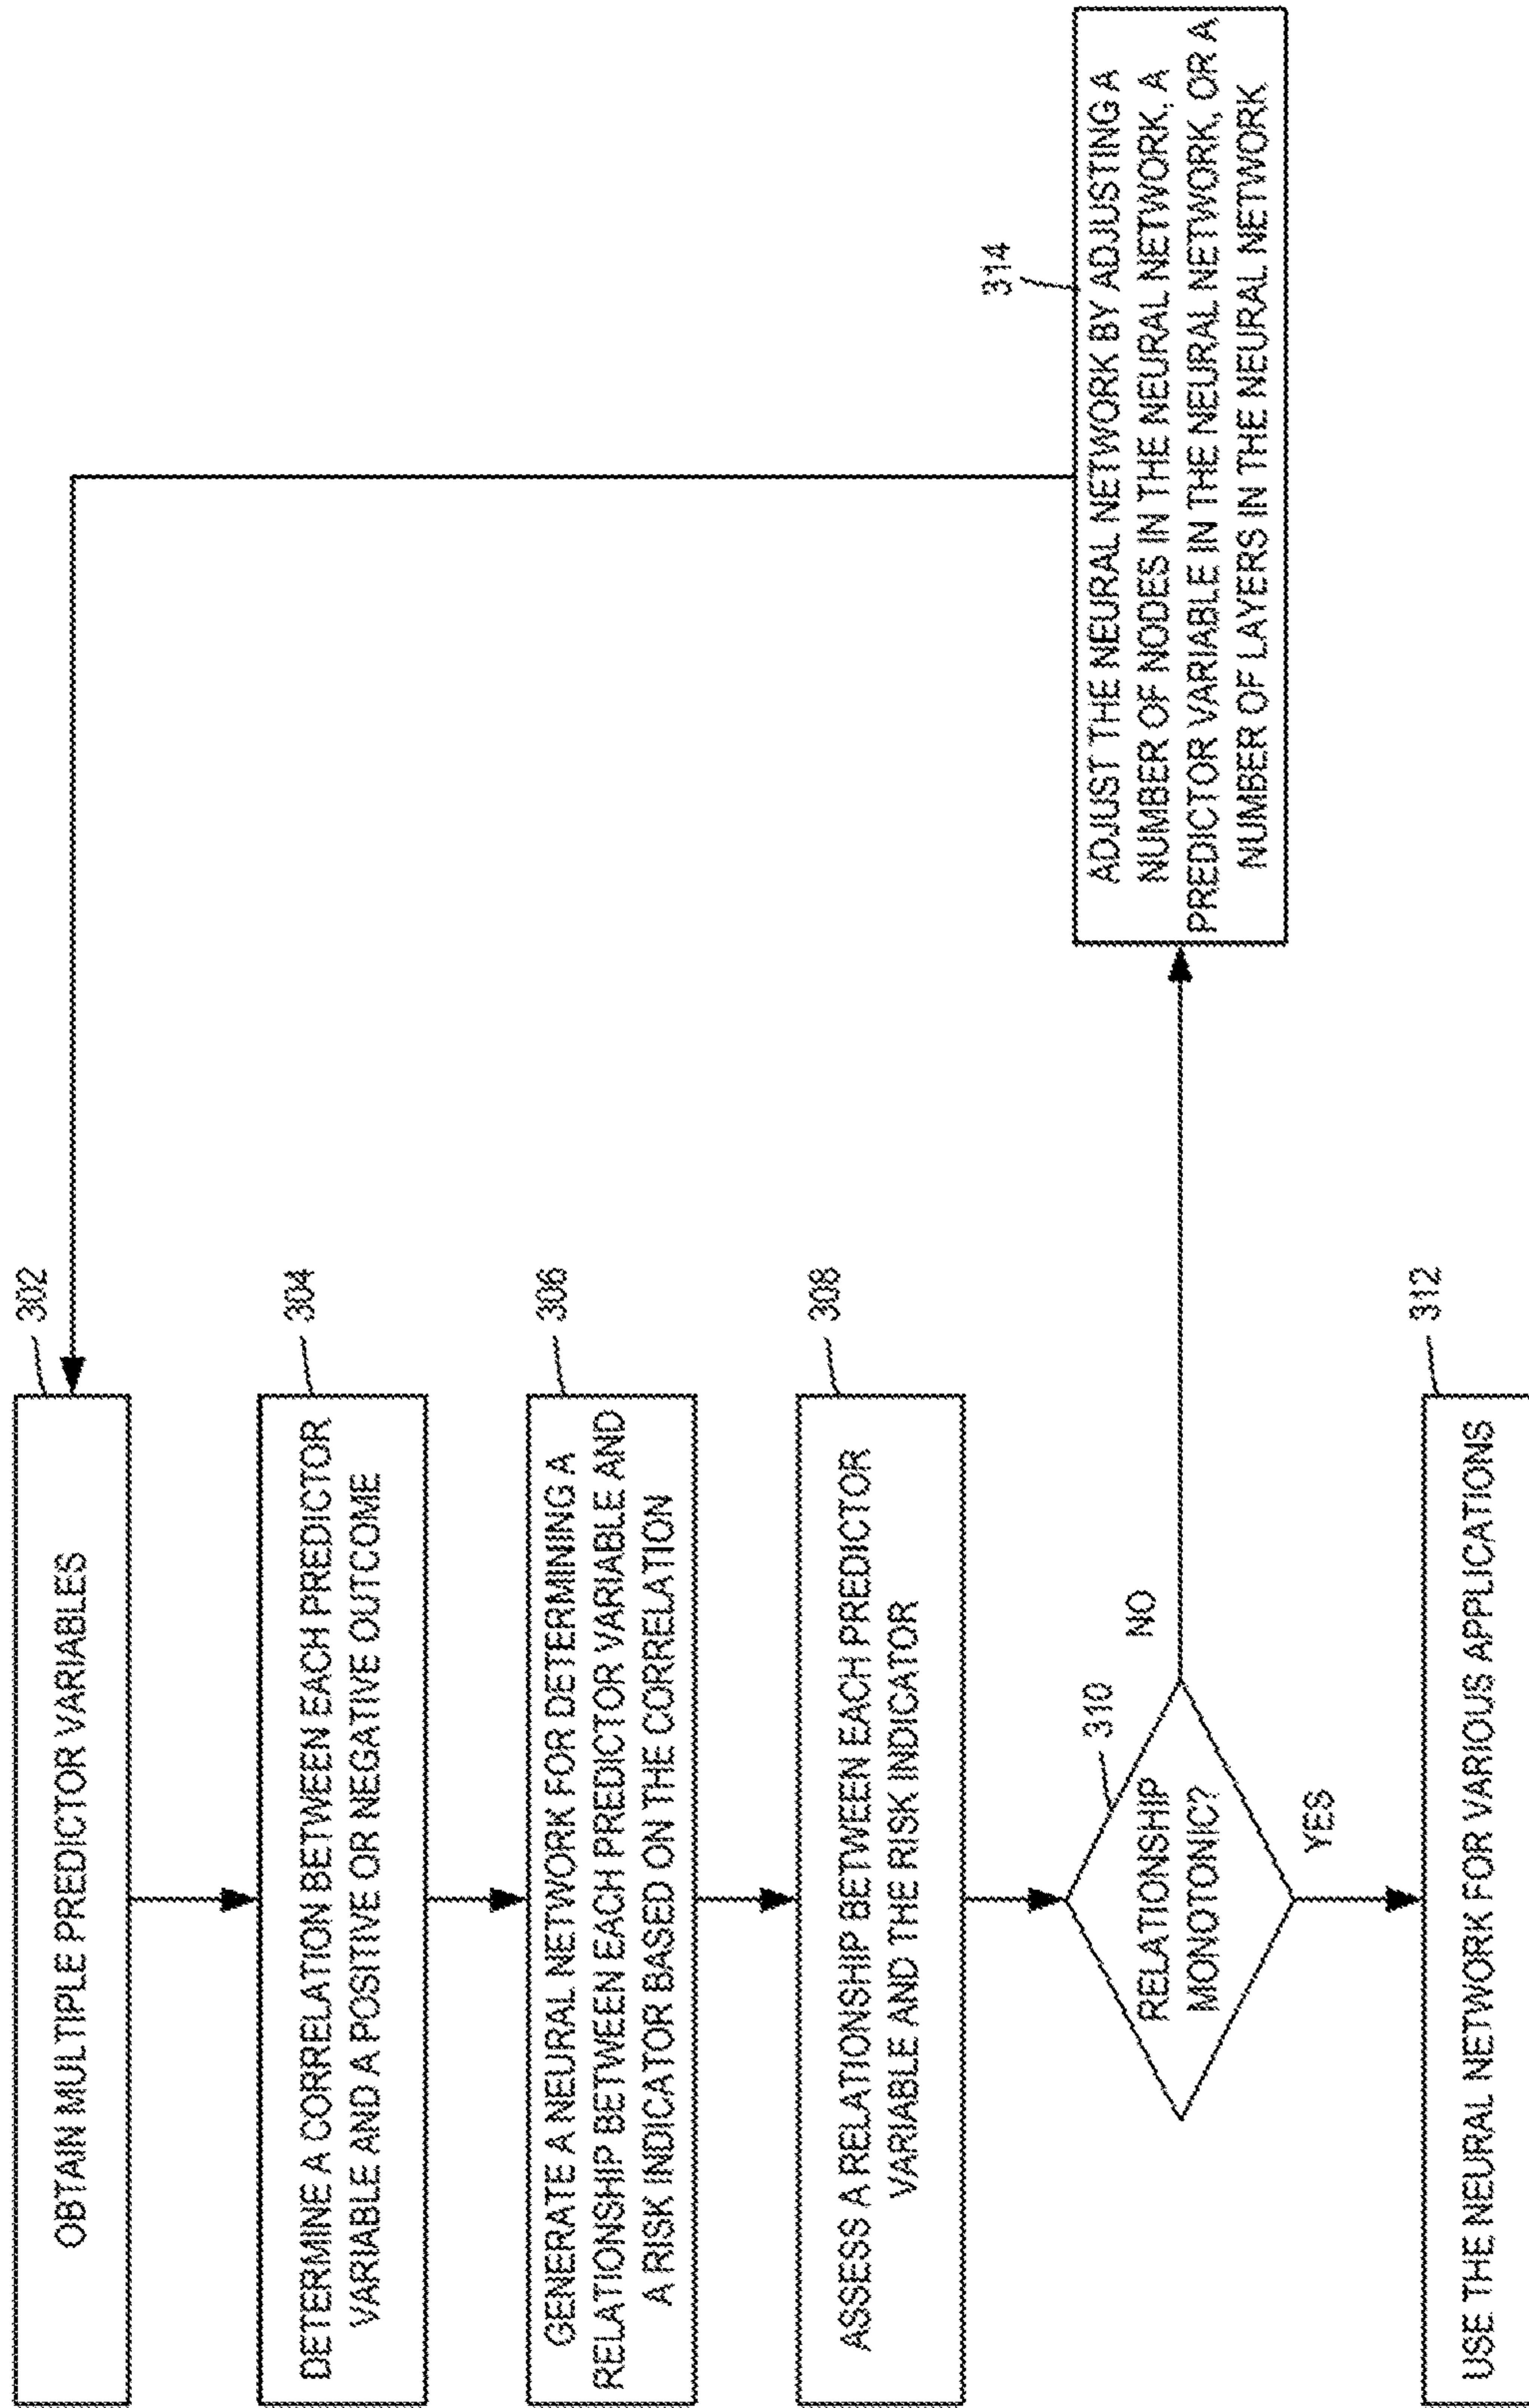 302
OBTAIN MULTIPLE PREDICTOR VARIABLES
304
DETERMINE A CORRELATION BETWEEN EACH PREDICTOR
VARIABLE AND A POSITIVE OR NEGATIVE OUTCOME
306
GENERATE A NEURAL NETWORK FOR DETERMINING A
RELATIONSHIP BETWEEN EACH PREDICTOR VARIABLE AND
A RISK INDICATOR BASED ON THE CORRELATION
308
ASSESS A RELATIONSHIP BETWEEN EACH PREDICTOR
VARIABLE AND THE RISK INDICATOR
310
RELATIONSHIP
MONOTONIC?
NO
314
ADJUST THE NEURAL NETWORK BY ADJUSTING A
NUMBER OF NODES IN THE NEURAL NETWORK, A
PREDICTOR VARIABLE IN THE NEURAL NETWORK, OR A
NUMBER OF LAYERS IN THE NEURAL NETWORK
YES
312
USE THE NEURAL NETWORK FOR VARIOUS APPLICATIONS